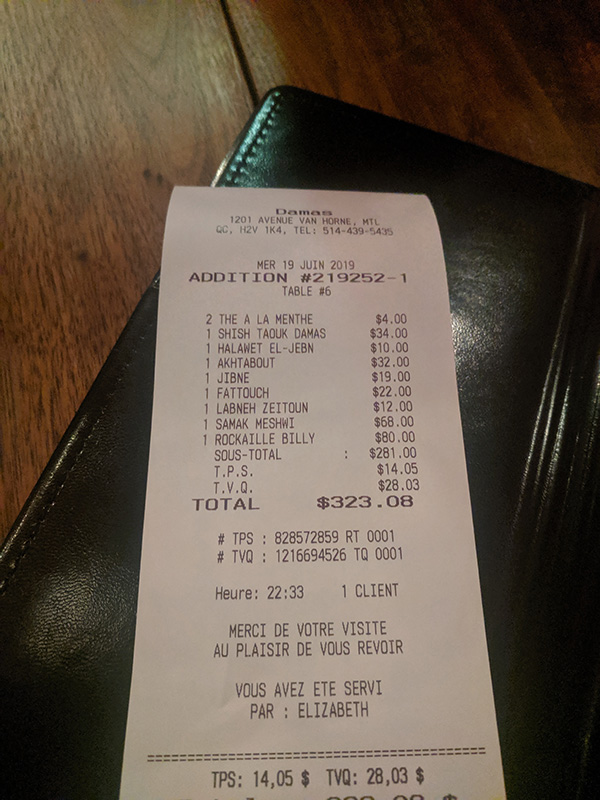 Damas
1201 AVENUE VAN HORNE, MTL
QC, H2V 1K4, TEL: 514-439-5435
MER 19 JUIN 2019
ADDITION #219252-1
TABLE #6
2 THE A LA MENTHE $4.00
1 SHISH TAOUK DAMAS $34.00
1 HALAWET EL-JEBN $10.00
1 AKHTABOUT $32.00
1 JIBNE $19.00
1 FATTOUCH $22.00
1 LABNEH ZEITOUN $12.00
1 SAMAK MESHWI $68.00
1 ROCKAILLE BILLY $80.00
SOUS-TOTAL : $281.00
T.P.S. $14.05
T.V.Q. $28.03
TOTAL $323.08
# TPS : 828572859 RT 0001
# TVQ : 1216694526 TQ 0001
Heure: 22:33 1 CLIENT
MERCI DE VOTRE VISITE
AU PLAISIR DE VOUS REVOIR
VOUS AVEZ ETE SERVI
PAR : ELIZABETH
TPS: 14,05 $ TVQ: 28,03 $